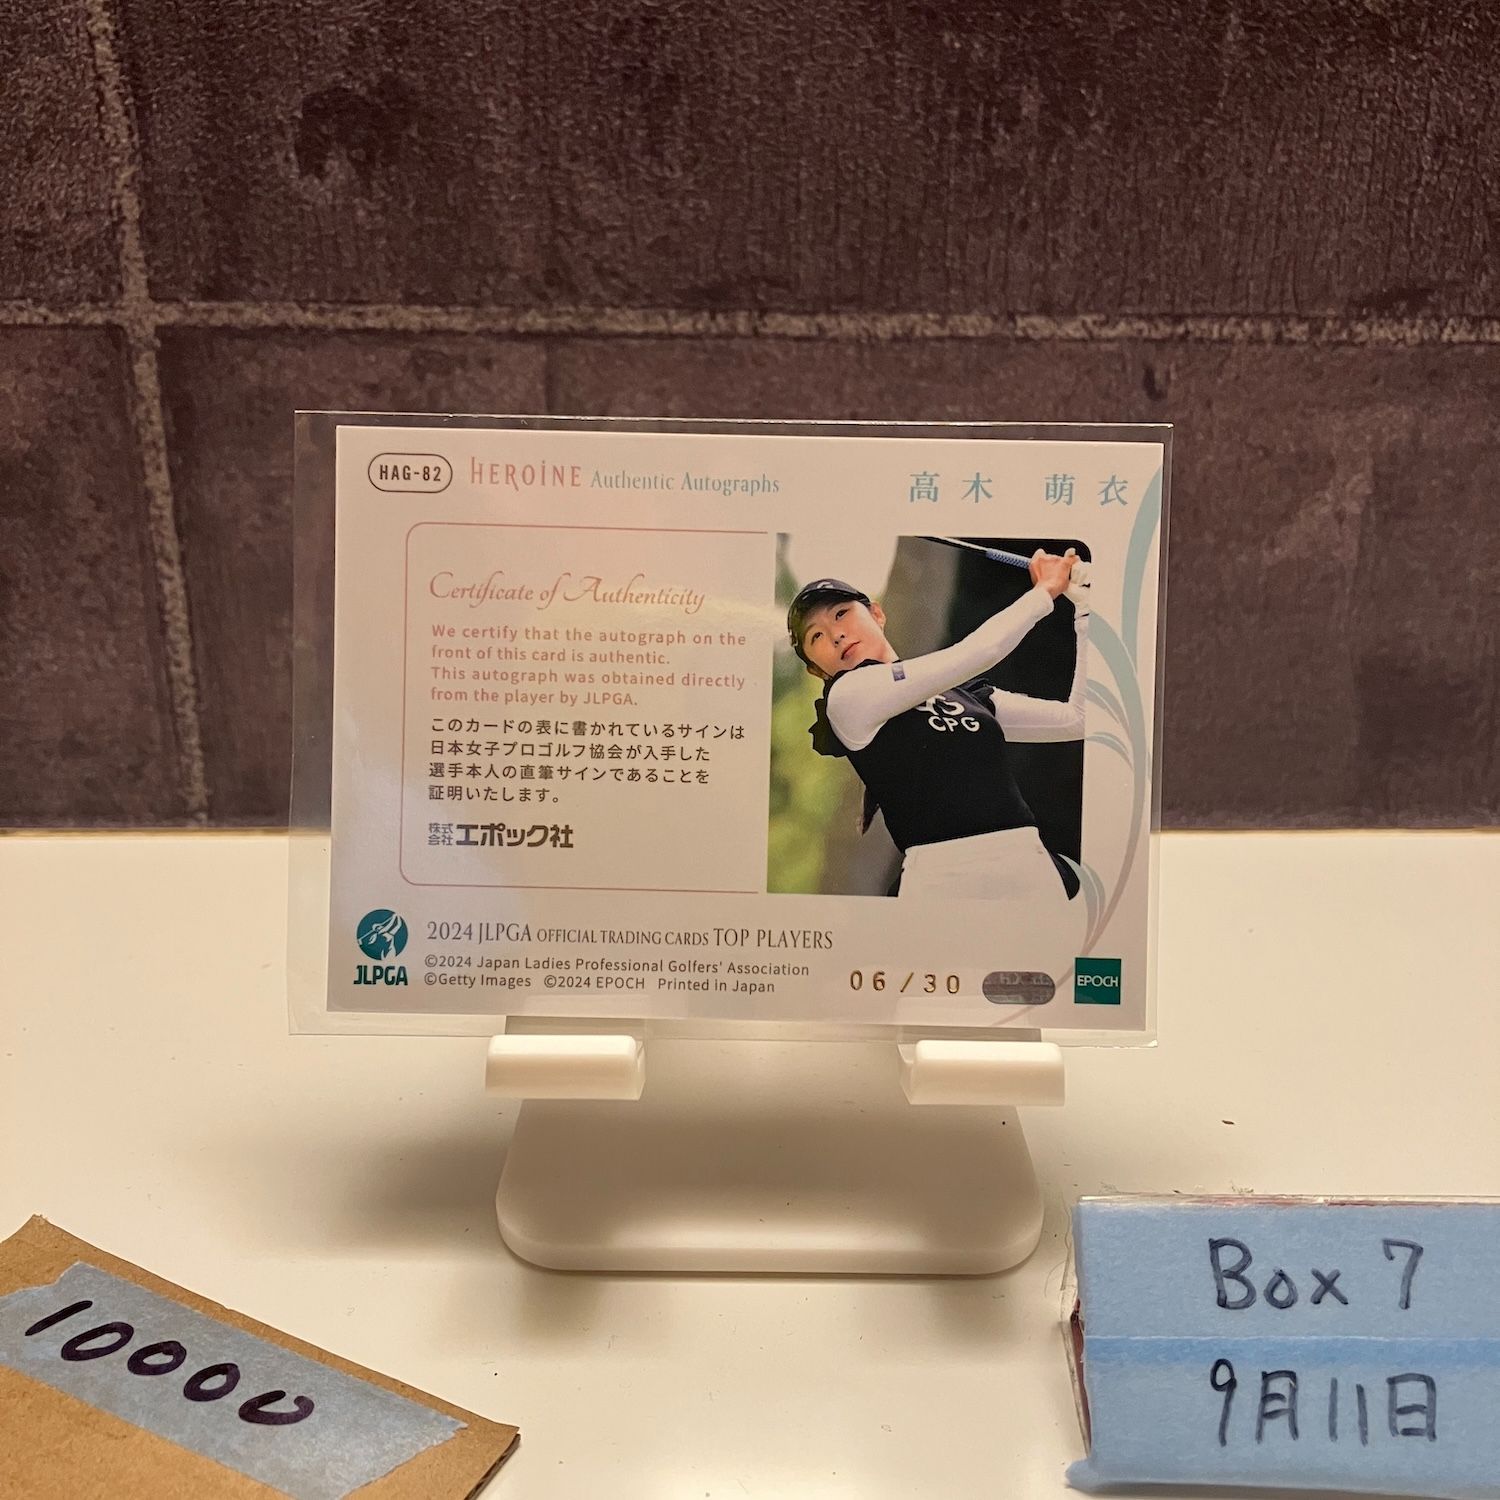 HAG-82 HEROINE Authentic Autographs
高木 萌衣
Certificate of Authenticity
We certify that the autograph on the
front of this card is authentic.
This autograph was obtained directly
from the player by JLPGA.
このカードの表に書かれているサインは
日本女子プロゴルフ協会が入手した
選手本人の直筆サインであることを
証明いたします。
株式会社エポック社
CPG
JLPGA
2024 JLPGA OFFICIAL TRADING CARDS TOP PLAYERS
©2024 Japan Ladies Professional Golfers' Association
©Getty Images ©2024 EPOCH Printed in Japan
06/30
EPOCH
10000
Box 7
9月11日